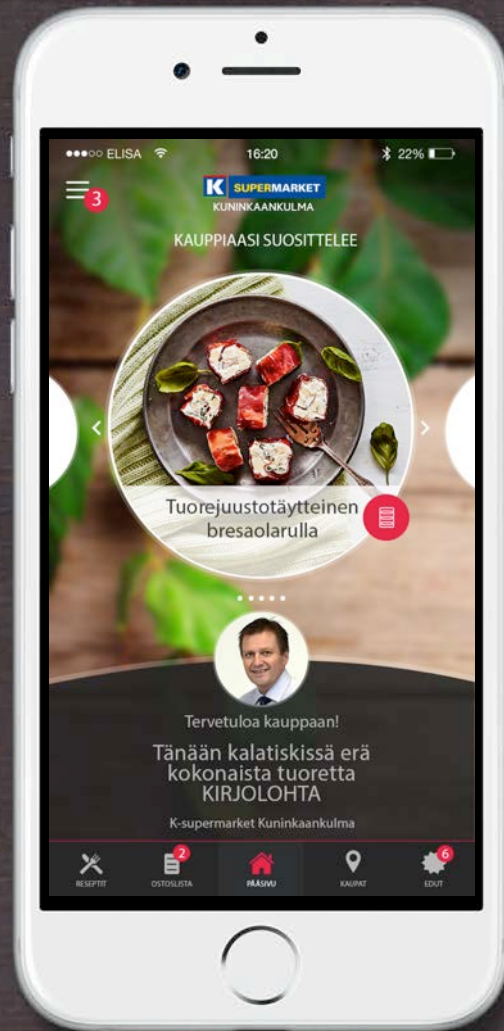 ELISA 16:20 22%
3
K SUPERMARKET
KUNINKAANKULMA
KAUPPIAASI SUOSITTELEE
Tuorejuustotäytteinen
bresaolarulla
Tervetuloa kauppaan!
Tänään kalatiskissä erä
kokonaista tuoretta
KIRJOLOHTA
K-supermarket Kuninkaankulma
2 6
RESEPTIT OSTOSLISTA PÄÄSIVU KAUPAT EDUT